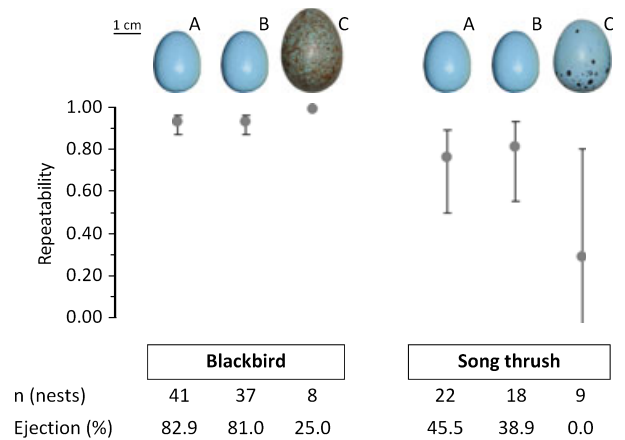 1 cm
A B C A B C
1.00
0.80
0.60
0.40
0.20
0.00
Repeatability
Blackbird Song thrush
n (nests) 41 37 8 22 18 9
Ejection (%) 82.9 81.0 25.0 45.5 38.9 0.0